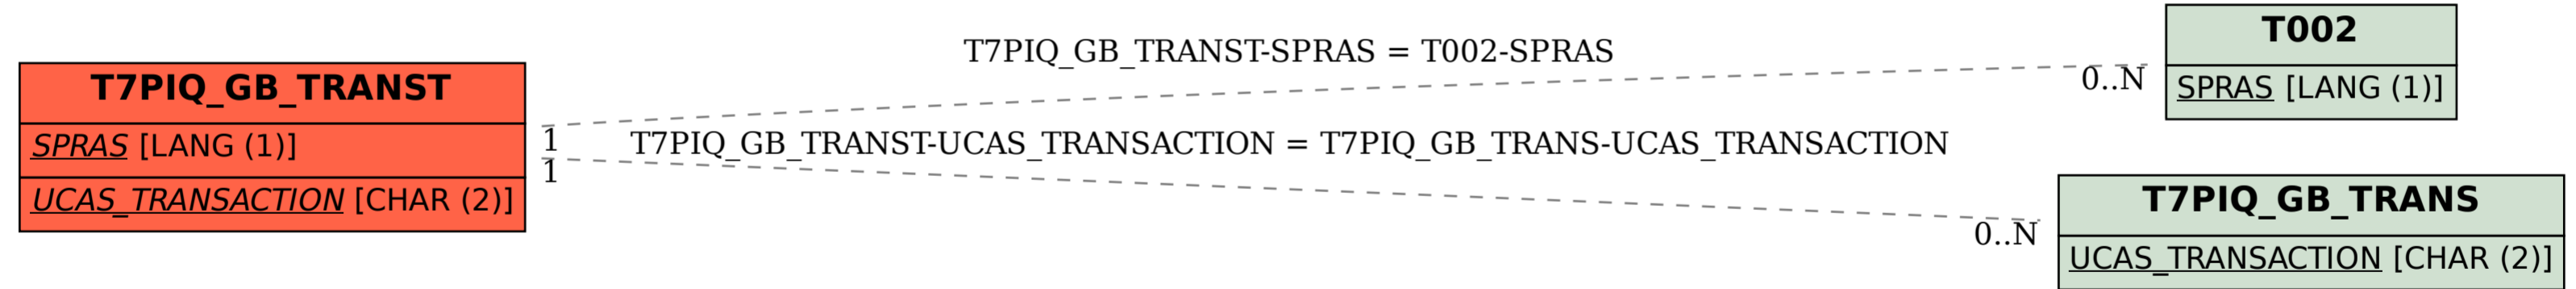 T7PIQ_GB_TRANST
SPRAS [LANG (1)]
UCAS_TRANSACTION [CHAR (2)]
T7PIQ_GB_TRANST-SPRAS = T002-SPRAS
1
0..N
T7PIQ_GB_TRANST-UCAS_TRANSACTION = T7PIQ_GB_TRANS-UCAS_TRANSACTION
1
0..N
T002
SPRAS [LANG (1)]
T7PIQ_GB_TRANS
UCAS_TRANSACTION [CHAR (2)]